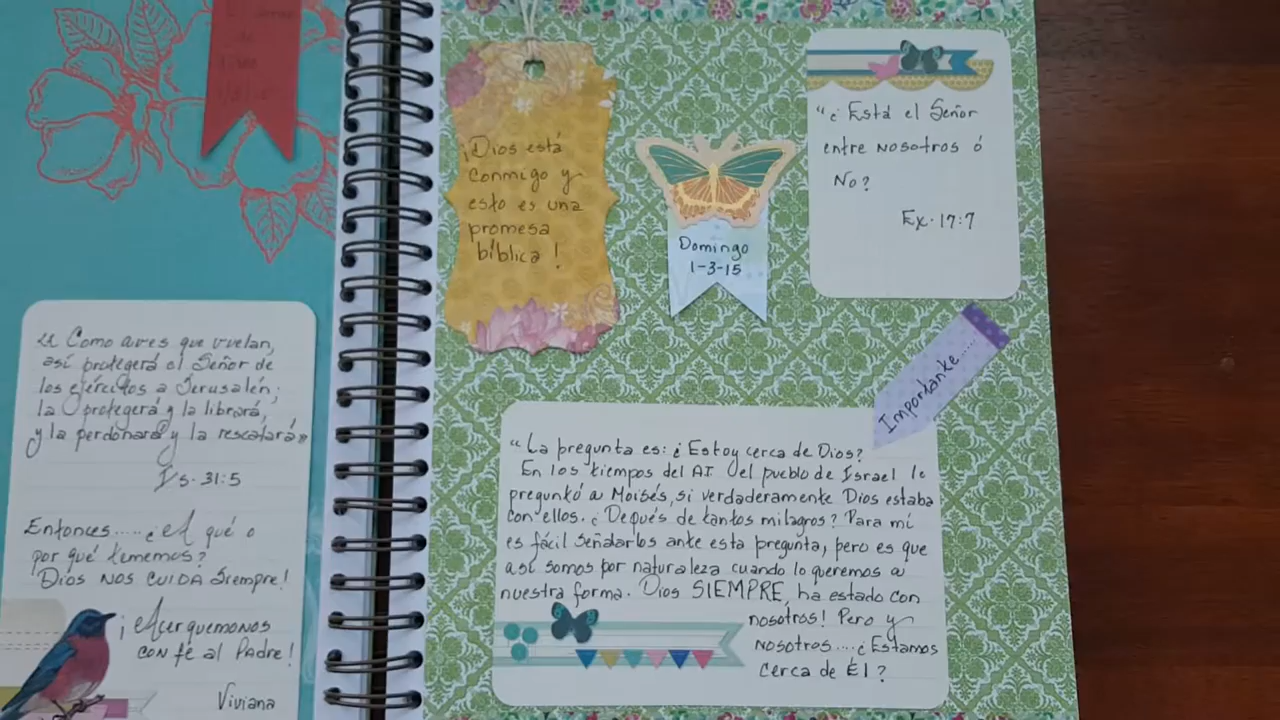 "Como aves que vuelan,
así protegerá el Señor de
los ejércitos a Jerusalén;
la protegerá y la librará,
y la perdonará y la rescatará"
Is. 31:5
Entonces....¿A qué o
por qué tememos?
Dios NOS CUIDA Siempre!
¡Acerquemonos
con fé al Padre!
Viviana
¡Dios está
conmigo y
esto es una
promesa
bíblica!
Domingo
1-3-15
"¿Está el Señor
entre nosotros ó
No?
Ex. 17:7
Importante.....
"La pregunta es: ¿Estoy cerca de Dios?
En los tiempos del AT el pueblo de Israel le
preguntó a Moisés, si verdaderamente Dios estaba
con ellos. ¿Depués de tantos milagros? Para mí
es fácil señdarlos ante esta pregunta, pero es que
así somos por naturaleza cuando lo queremos a
nuestra forma. Dios SIEMPRE, ha estado con
nosotros! Pero y
nosotros....¿Estamos
cerca de Él?